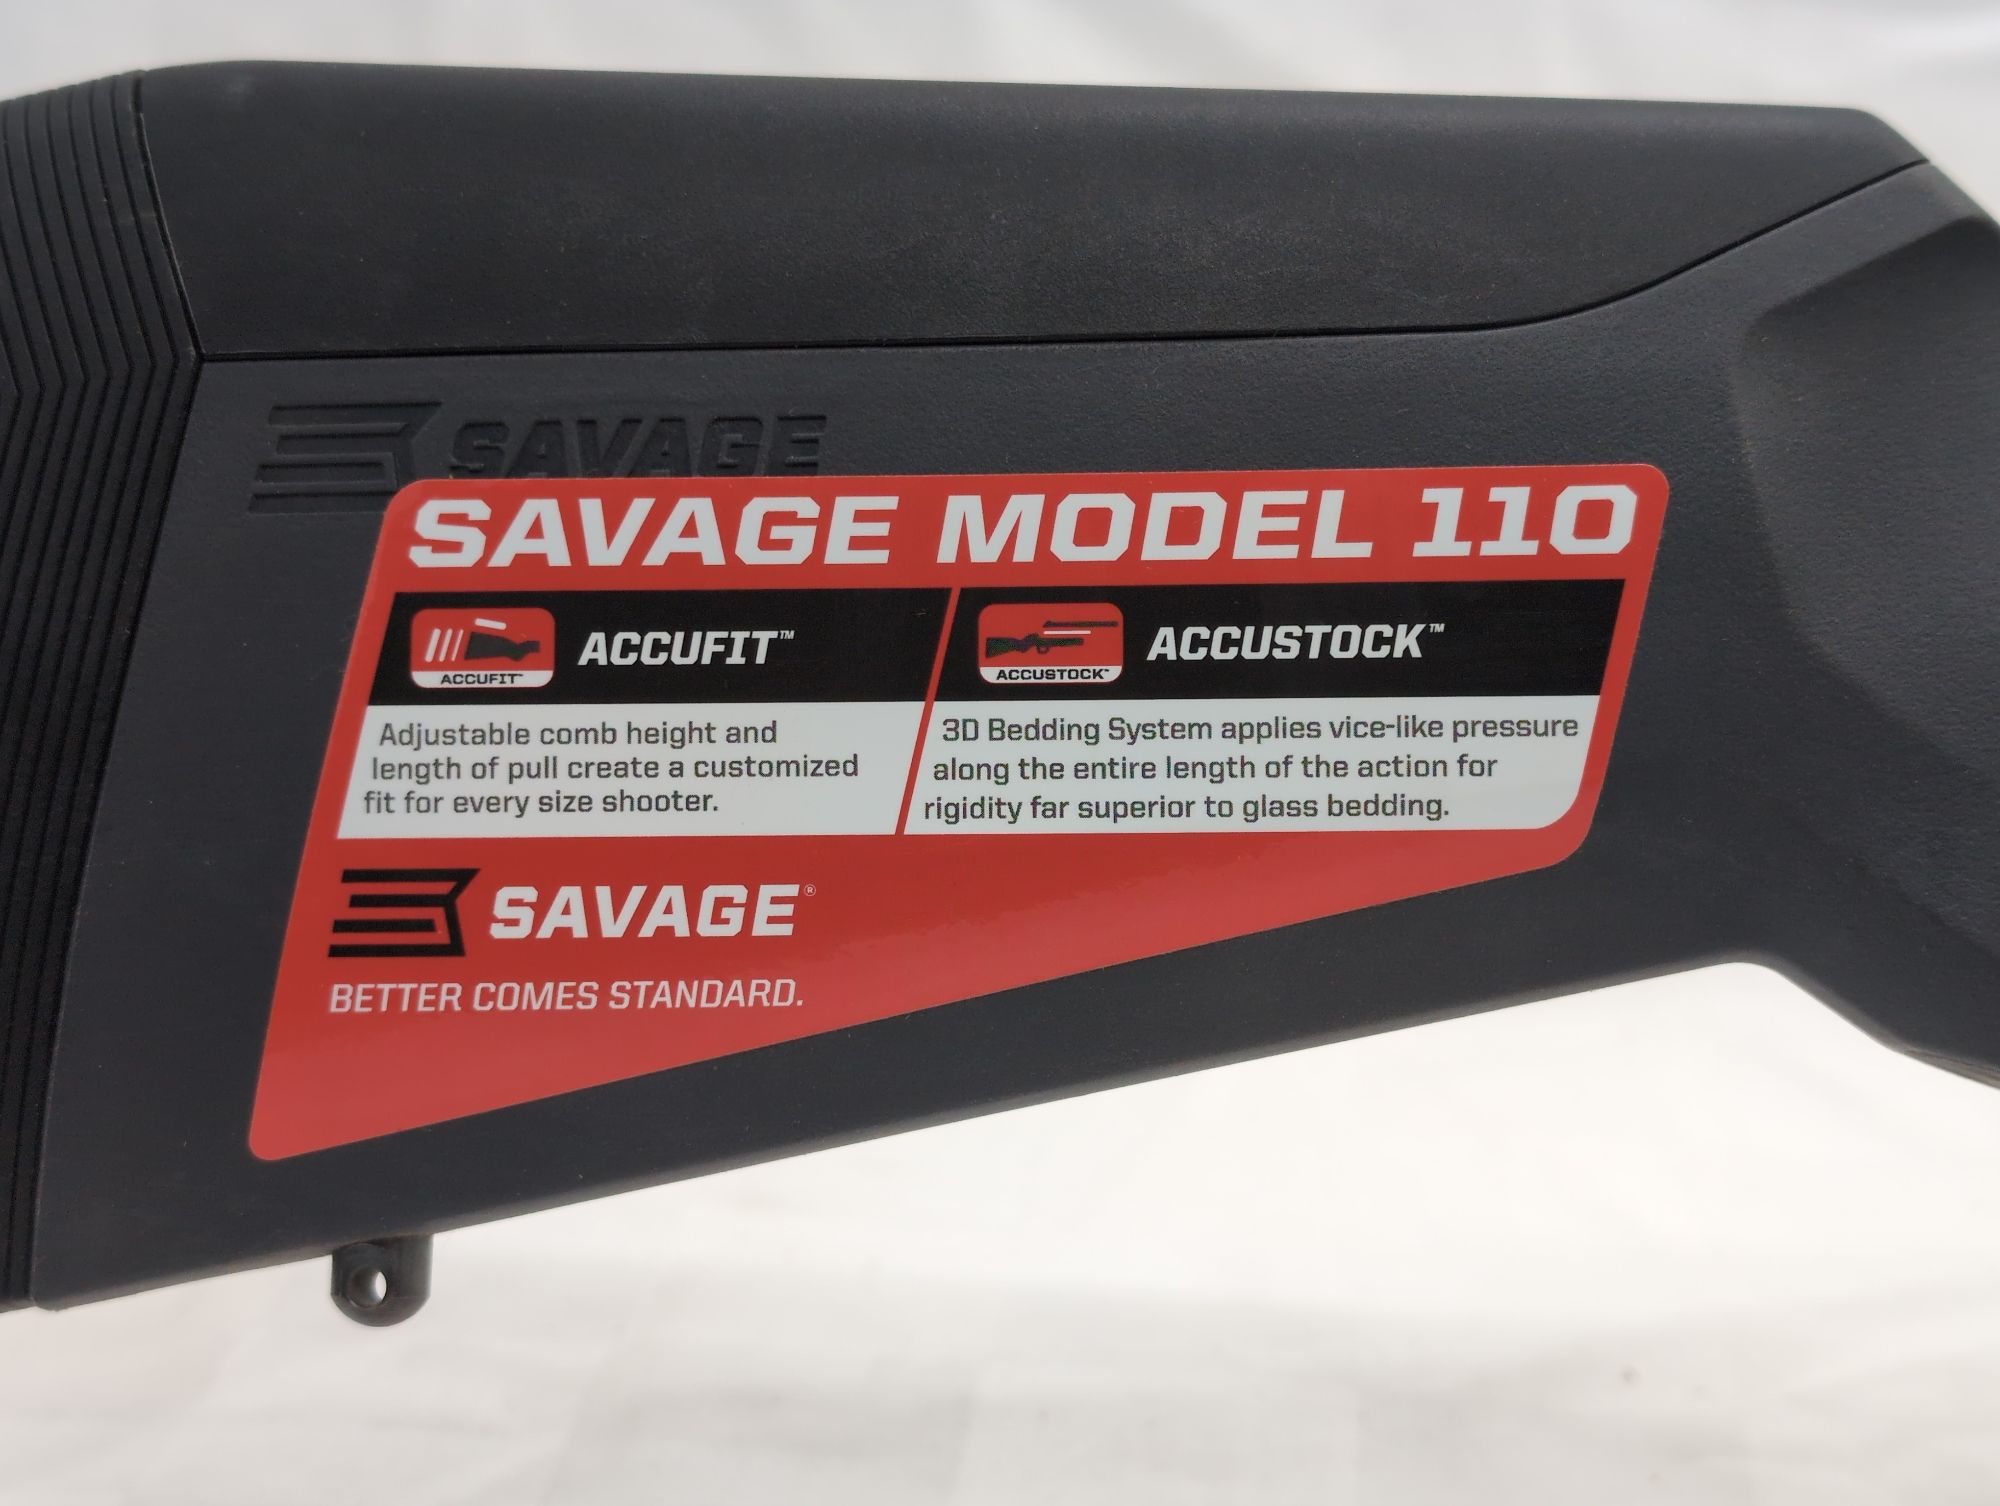 SAVAGE
SAVAGE MODEL 110
ACCUFIT™
ACCUFIT™
Adjustable comb height and
length of pull create a customized
fit for every size shooter.
ACCUSTOCK™
ACCUSTOCK™
3D Bedding System applies vice-like pressure
along the entire length of the action for
rigidity far superior to glass bedding.
SAVAGE®
BETTER COMES STANDARD.